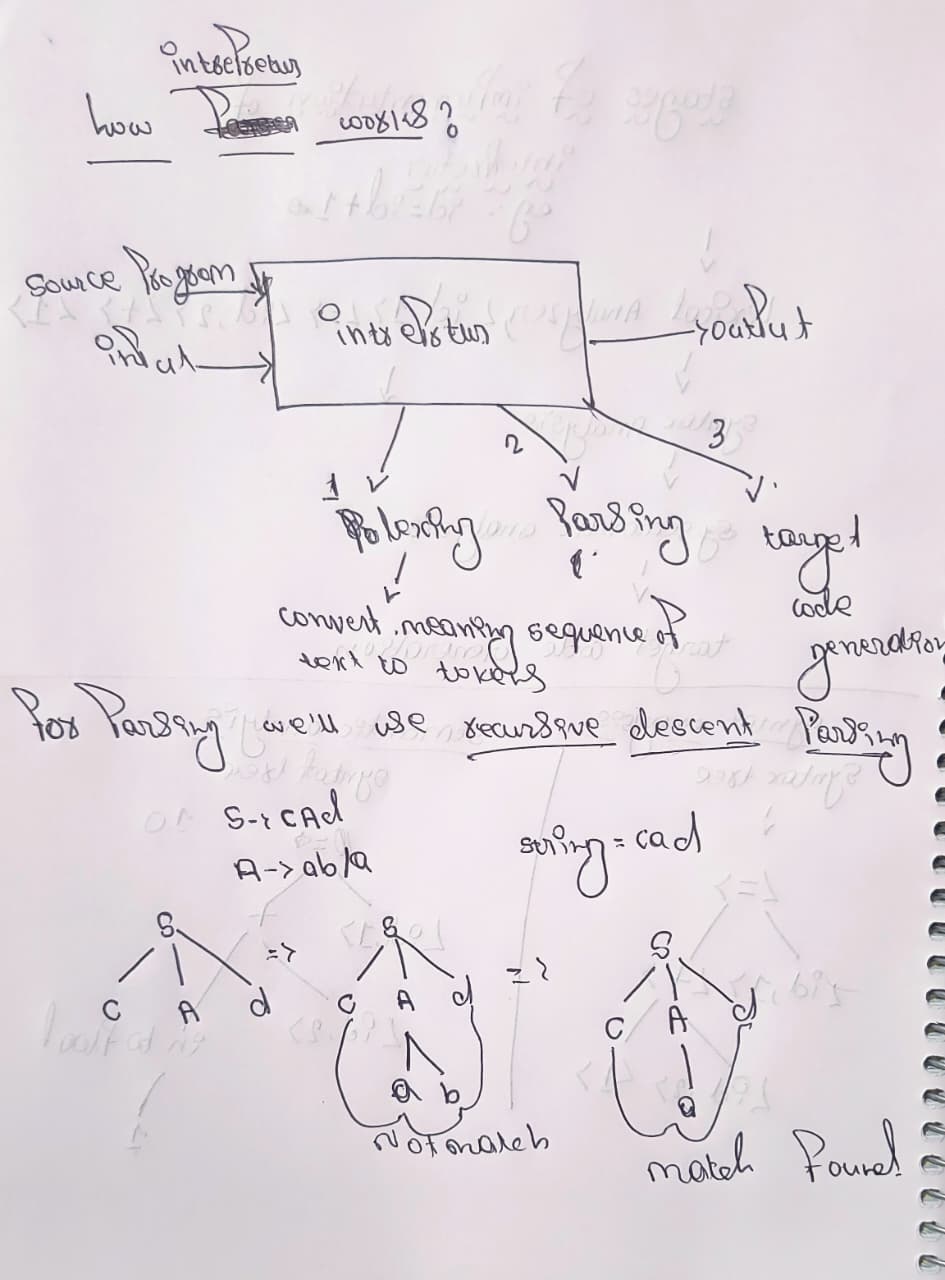 interpreter
how works?
source Program
input
interpreter
output
1
2
3
lexing
Parsing
target
code
generation
convert meaning sequence of
text to tokens
For Parsing we'll use recursive descent Parsing
S-> cAd
A-> ab/a
string = cad
S
=>
S
=>
S
C A d
C A d
C A d
a b
a
Not match
match Found